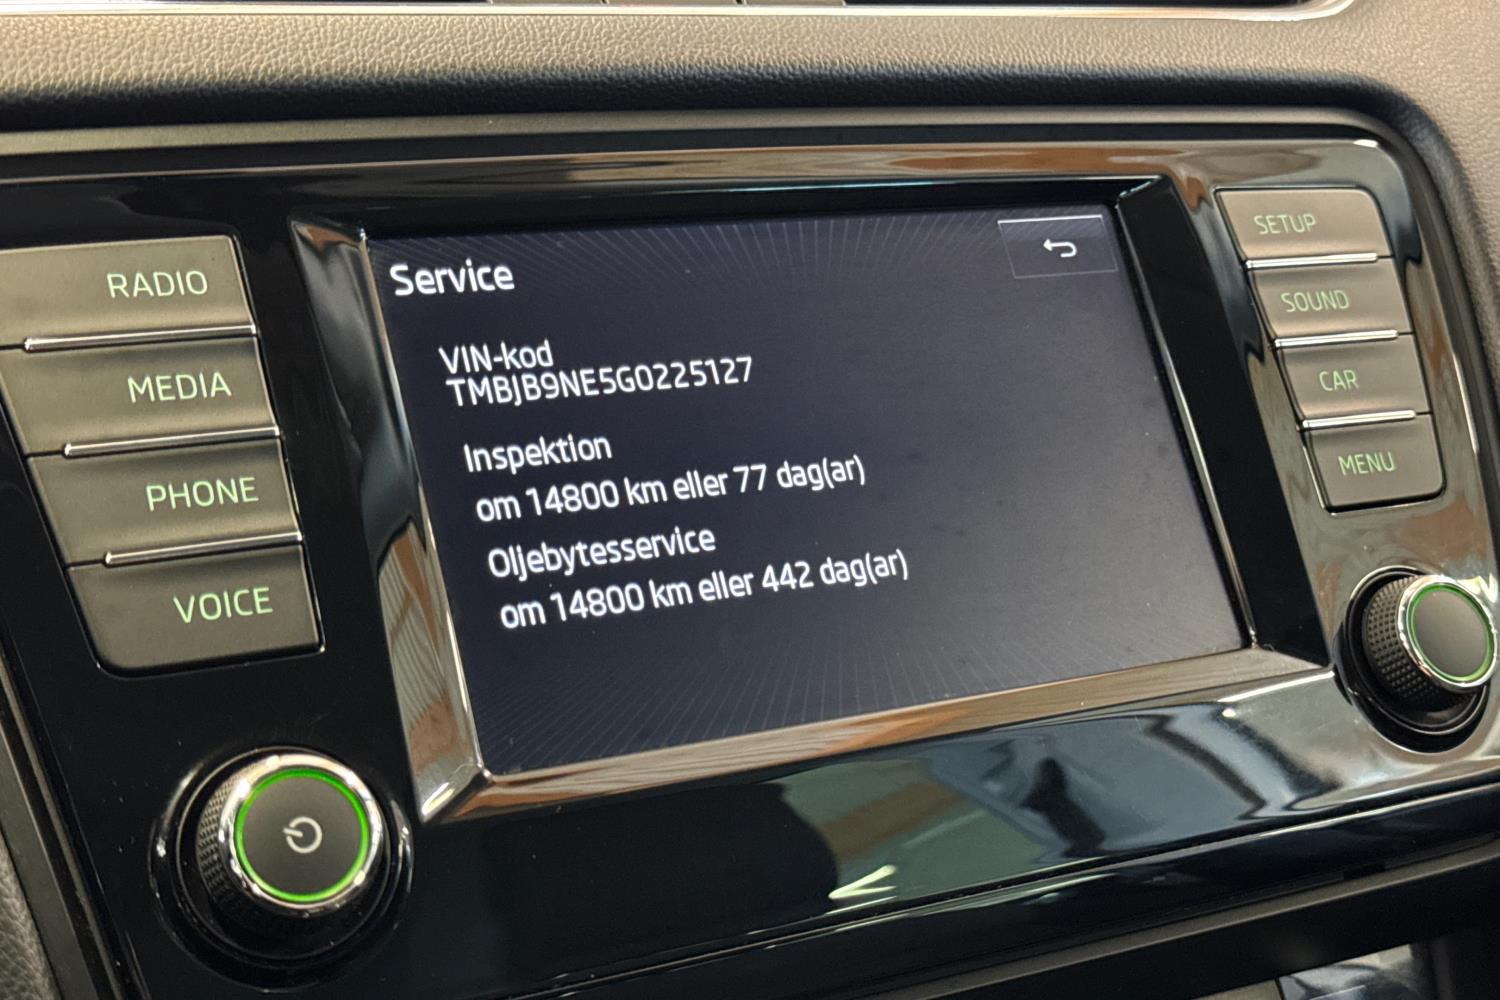 Service
VIN-kod
TMBJB9NE5G0225127
Inspektion
om 14800 km eller 77 dag(ar)
Oljebytesservice
om 14800 km eller 442 dag(ar)
RADIO
MEDIA
PHONE
VOICE
SETUP
SOUND
CAR
MENU